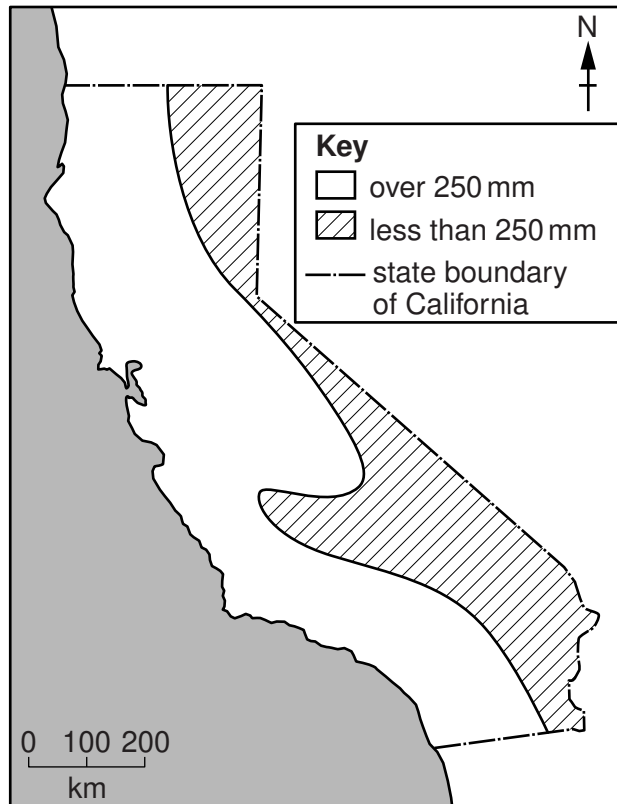 N
Key
over 250 mm
less than 250 mm
state boundary
of California
0 100 200
km